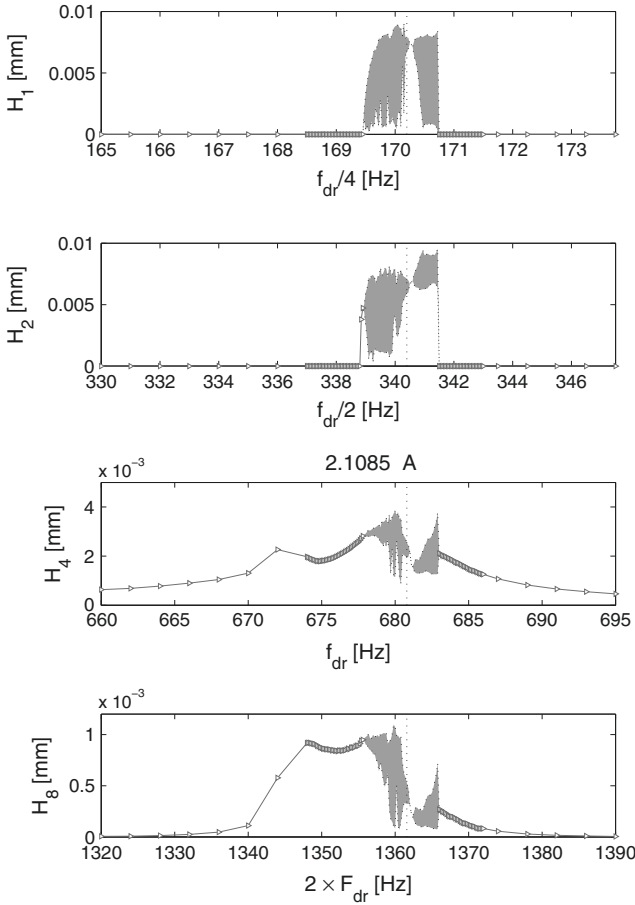 0.01
0.005
0
H1 [mm]
165 166 167 168 169 170 171 172 173
fdr/4 [Hz]
0.01
0.005
0
H2 [mm]
330 332 334 336 338 340 342 344 346
fdr/2 [Hz]
x 10^-3
2.1085 A
4
2
0
H4 [mm]
660 665 670 675 680 685 690 695
fdr [Hz]
x 10^-3
1
0.5
0
H8 [mm]
1320 1330 1340 1350 1360 1370 1380 1390
2 × Fdr [Hz]